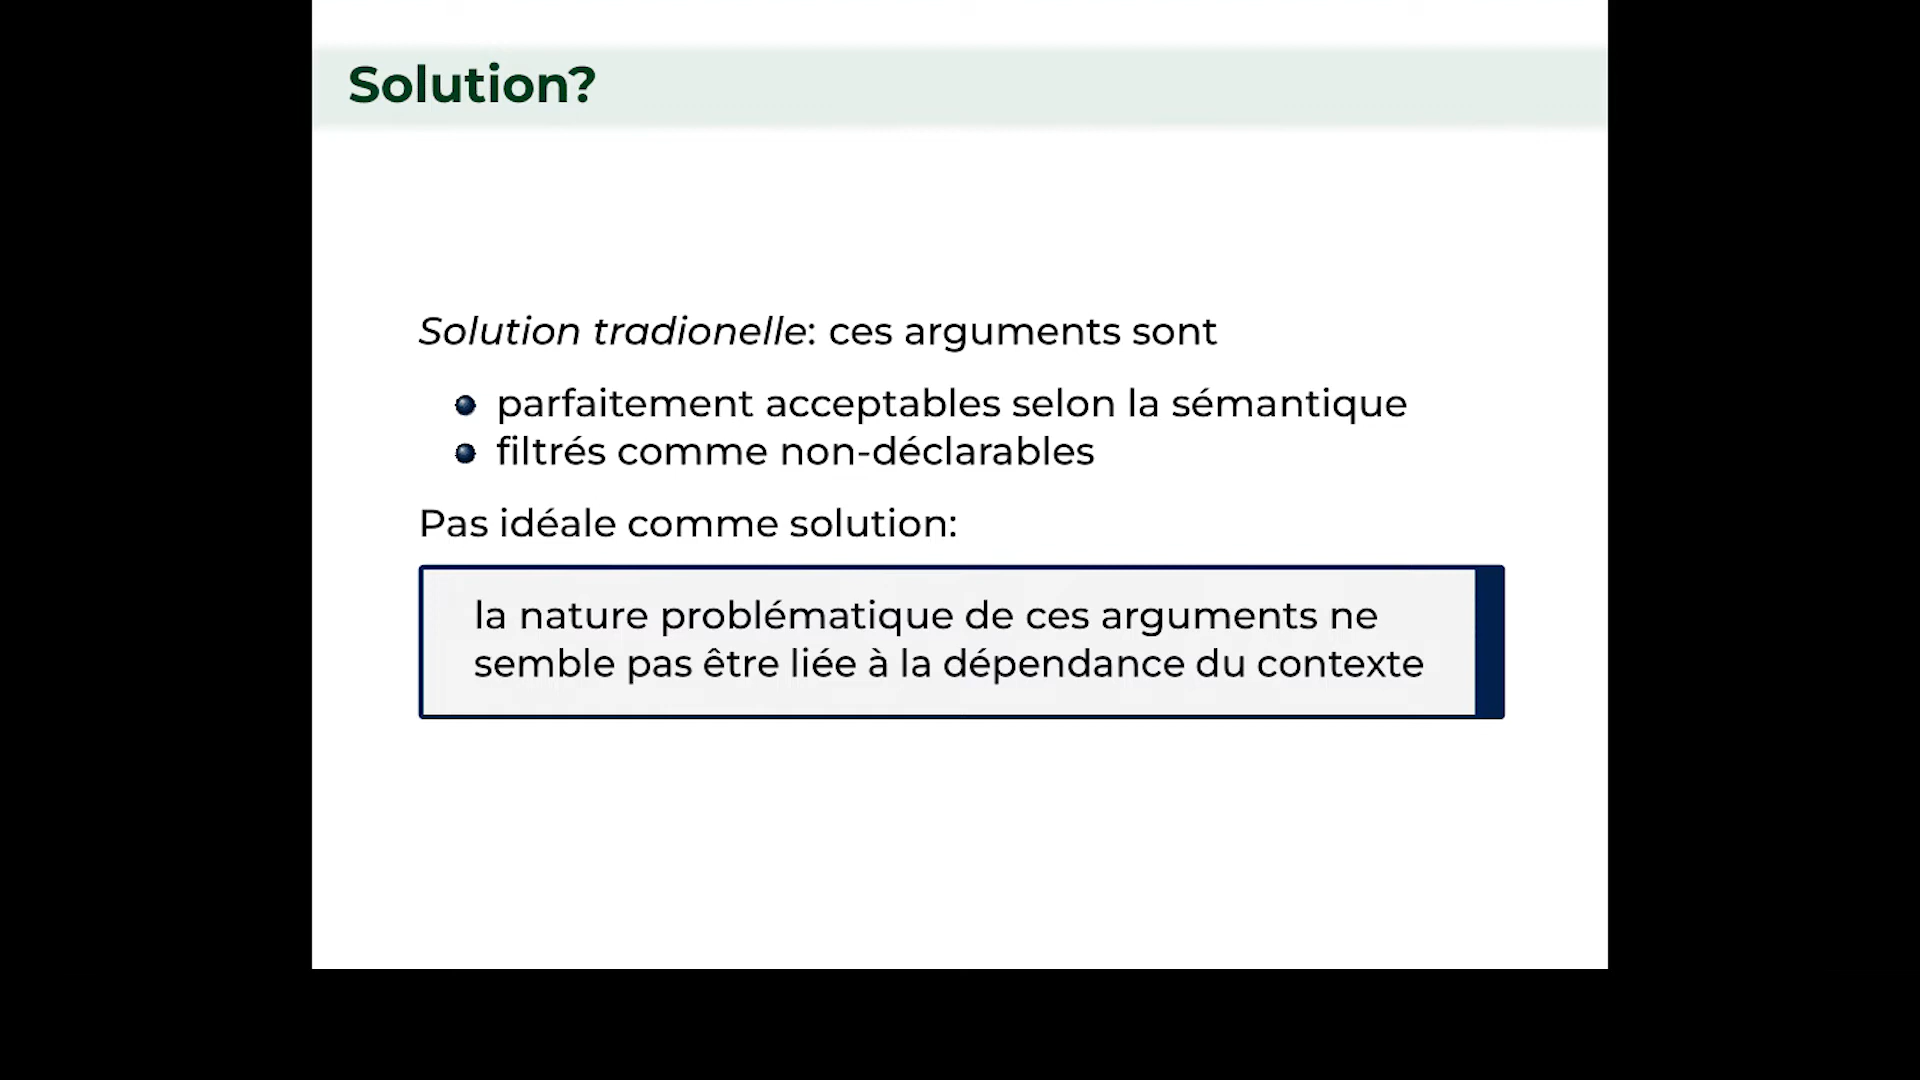 Solution?
Solution tradionelle: ces arguments sont
parfaitement acceptables selon la sémantique
filtrés comme non-déclarables
Pas idéale comme solution:
la nature problématique de ces arguments ne
semble pas être liée à la dépendance du contexte